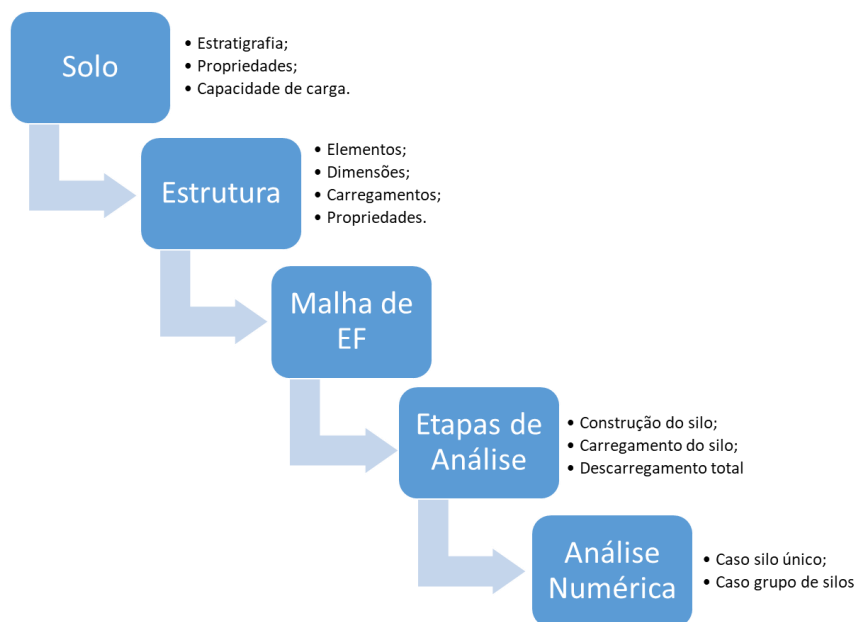 Solo
• Estratigrafia;
• Propriedades;
• Capacidade de carga.
Estrutura
• Elementos;
• Dimensões;
• Carregamentos;
• Propriedades.
Malha de
EF
Etapas de
Análise
• Construção do silo;
• Carregamento do silo;
• Descarregamento total
Análise
Numérica
• Caso silo único;
• Caso grupo de silos